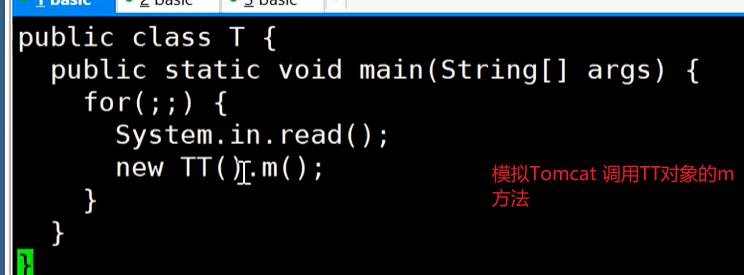 1 basic 2 basic 3 basic
public class T {
public static void main(String[] args) {
for(;;) {
System.in.read();
new TT().m();
}
}
}
模拟Tomcat 调用TT对象的m
方法